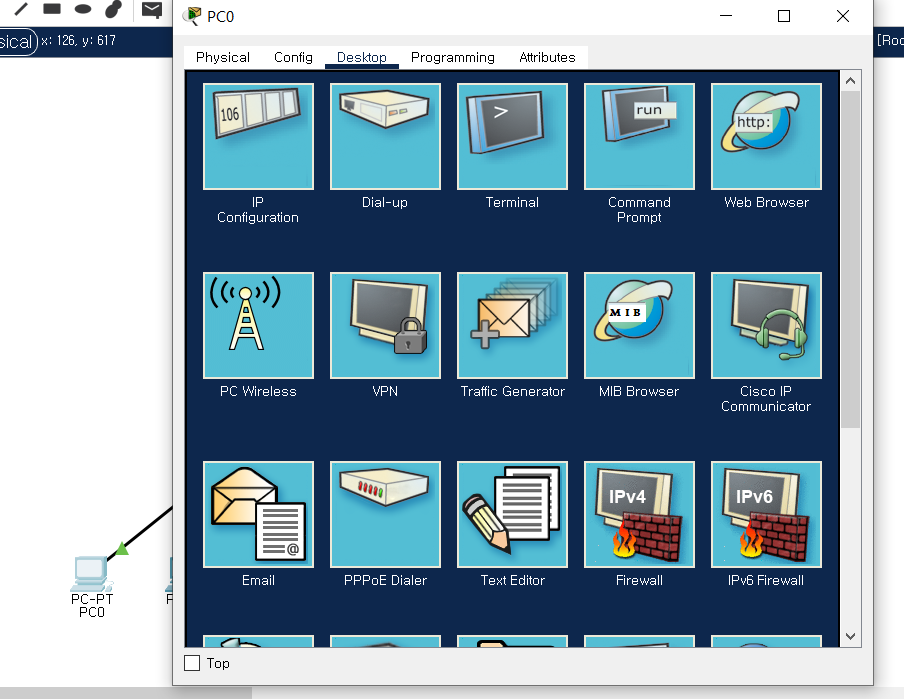 PC0
sical
x: 126, y: 617
[Roo
Physical
Config
Desktop
Programming
Attributes
106
>
run
http:
IP
Configuration
Dial-up
Terminal
Command
Prompt
Web Browser
MIB
PC Wireless
VPN
Traffic Generator
MIB Browser
Cisco IP
Communicator
@
IPv4
IPv6
Email
PPPoE Dialer
Text Editor
Firewall
IPv6 Firewall
PC-PT
PC0
P
Top